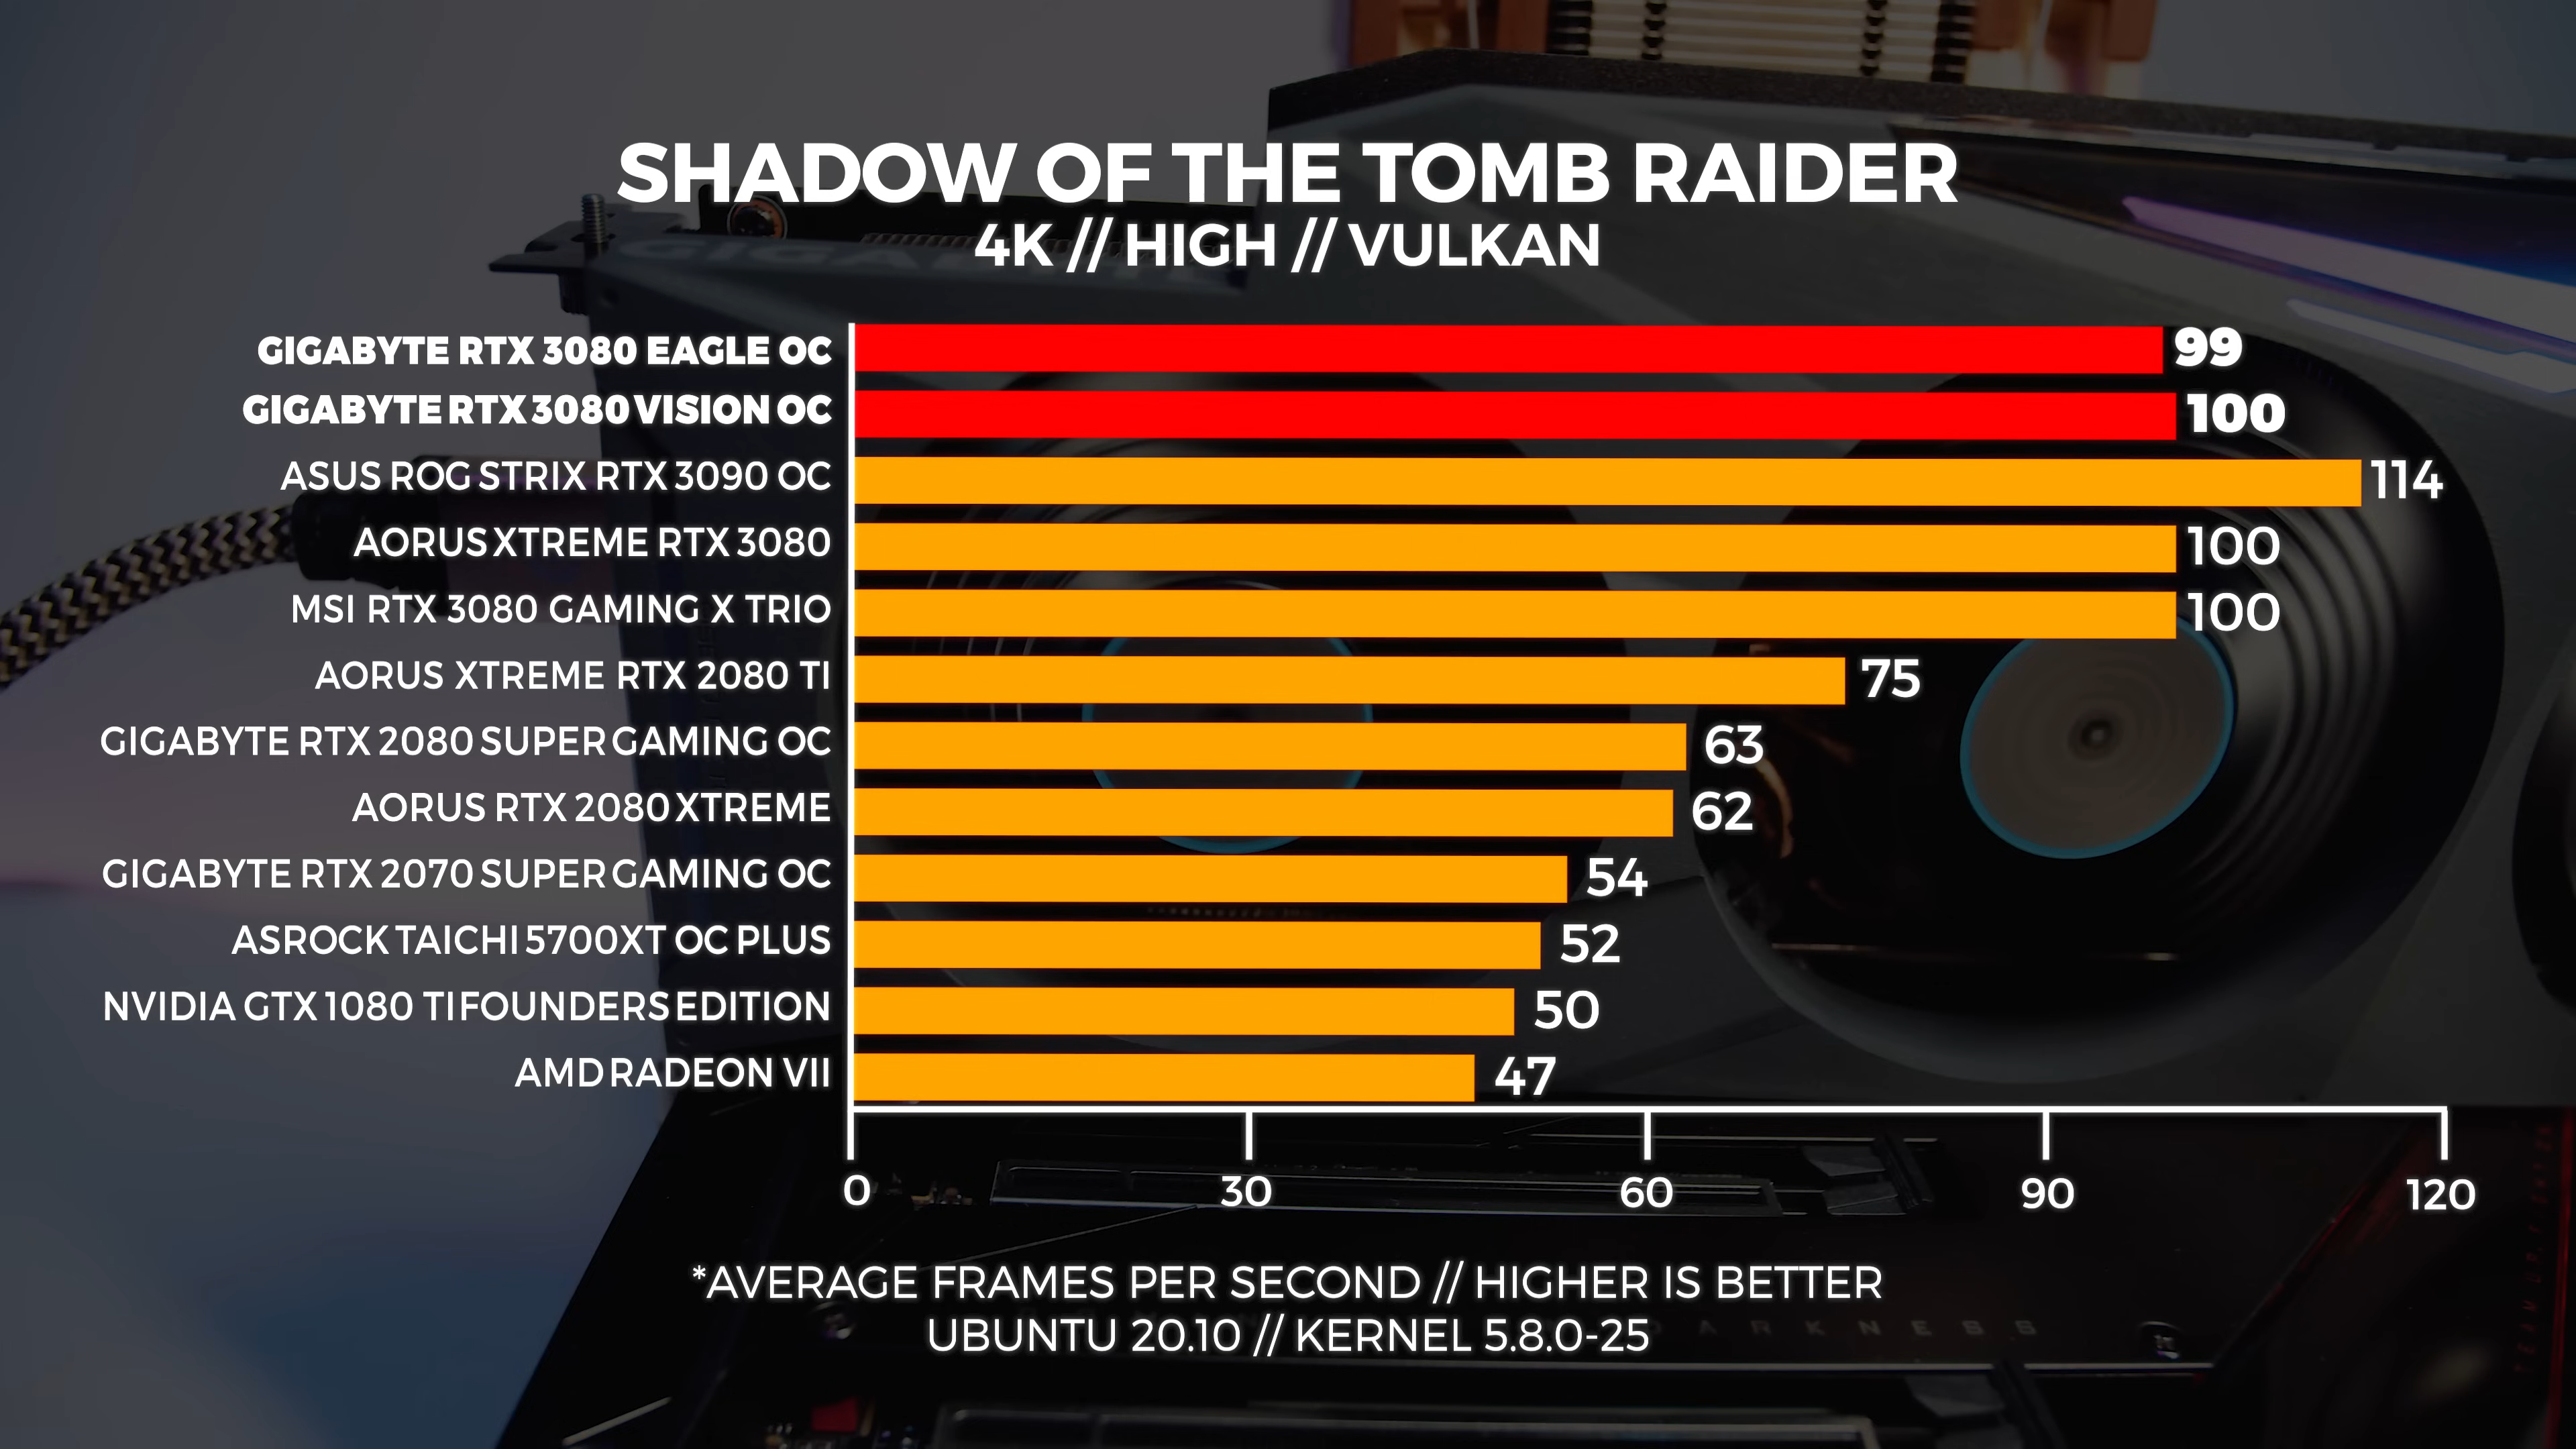 SHADOW OF THE TOMB RAIDER
4K // HIGH // VULKAN
GIGABYTE RTX 3080 EAGLE OC 99
GIGABYTE RTX 3080 VISION OC 100
ASUS ROG STRIX RTX 3090 OC 114
AORUS XTREME RTX 3080 100
MSI RTX 3080 GAMING X TRIO 100
AORUS XTREME RTX 2080 TI 75
GIGABYTE RTX 2080 SUPER GAMING OC 63
AORUS RTX 2080 XTREME 62
GIGABYTE RTX 2070 SUPER GAMING OC 54
ASROCK TAICHI 5700XT OC PLUS 52
NVIDIA GTX 1080 TI FOUNDERS EDITION 50
AMD RADEON VII 47
0 30 60 90 120
*AVERAGE FRAMES PER SECOND // HIGHER IS BETTER
UBUNTU 20.10 // KERNEL 5.8.0-25
GIGABYTE
DARKNESS